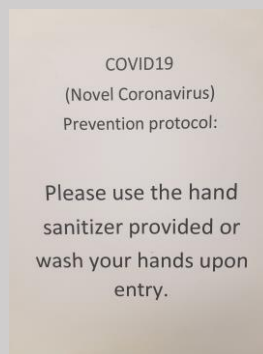 COVID19
(Novel Coronavirus)
Prevention protocol:
Please use the hand
sanitizer provided or
wash your hands upon
entry.